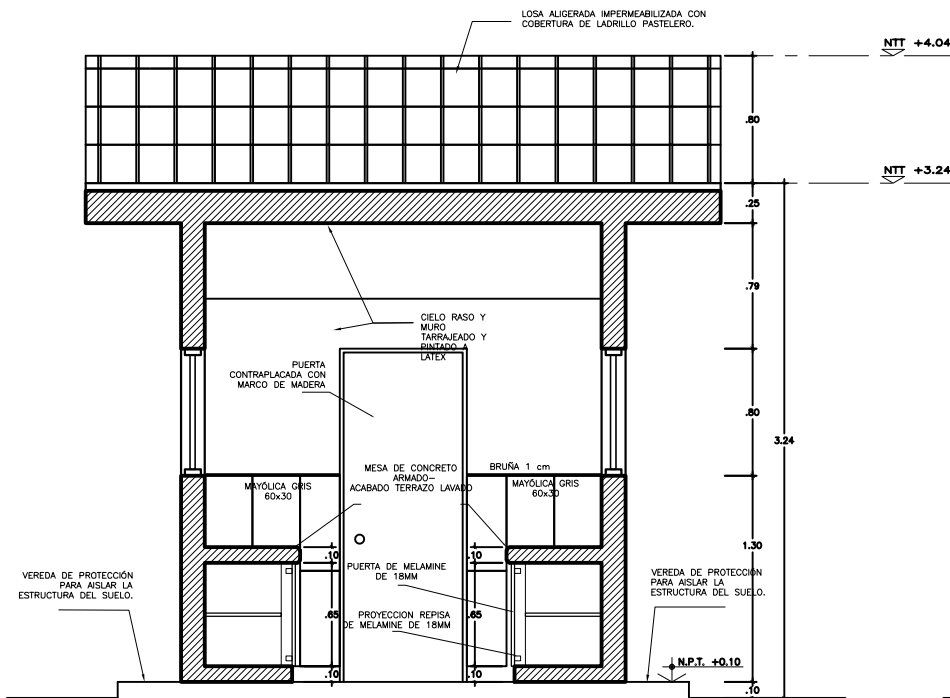 LOSA ALIGERADA IMPERMEABILIZADA CON
COBERTURA DE LADRILLO PASTELERO.
NTT +4.04
.80
NTT +3.24
.25
.79
CIELO RASO Y
MURO
TARRAJEADO Y
PINTADO A
LATEX
PUERTA
CONTRAPLACADA CON
MARCO DE MADERA
.80
3.24
MESA DE CONCRETO
ARMADO-
ACABADO TERRAZO LAVADO
BRUÑA 1 cm
MAYÓLICA GRIS
60x30
MAYÓLICA GRIS
60x30
1.30
.10
.10
PUERTA DE MELAMINE
DE 18MM
VEREDA DE PROTECCIÓN
PARA AISLAR LA
ESTRUCTURA DEL SUELO.
VEREDA DE PROTECCIÓN
PARA AISLAR LA
ESTRUCTURA DEL SUELO.
.65
.65
PROYECCION REPISA
DE MELAMINE DE 18MM
N.P.T. +0.10
.10
.10
.10